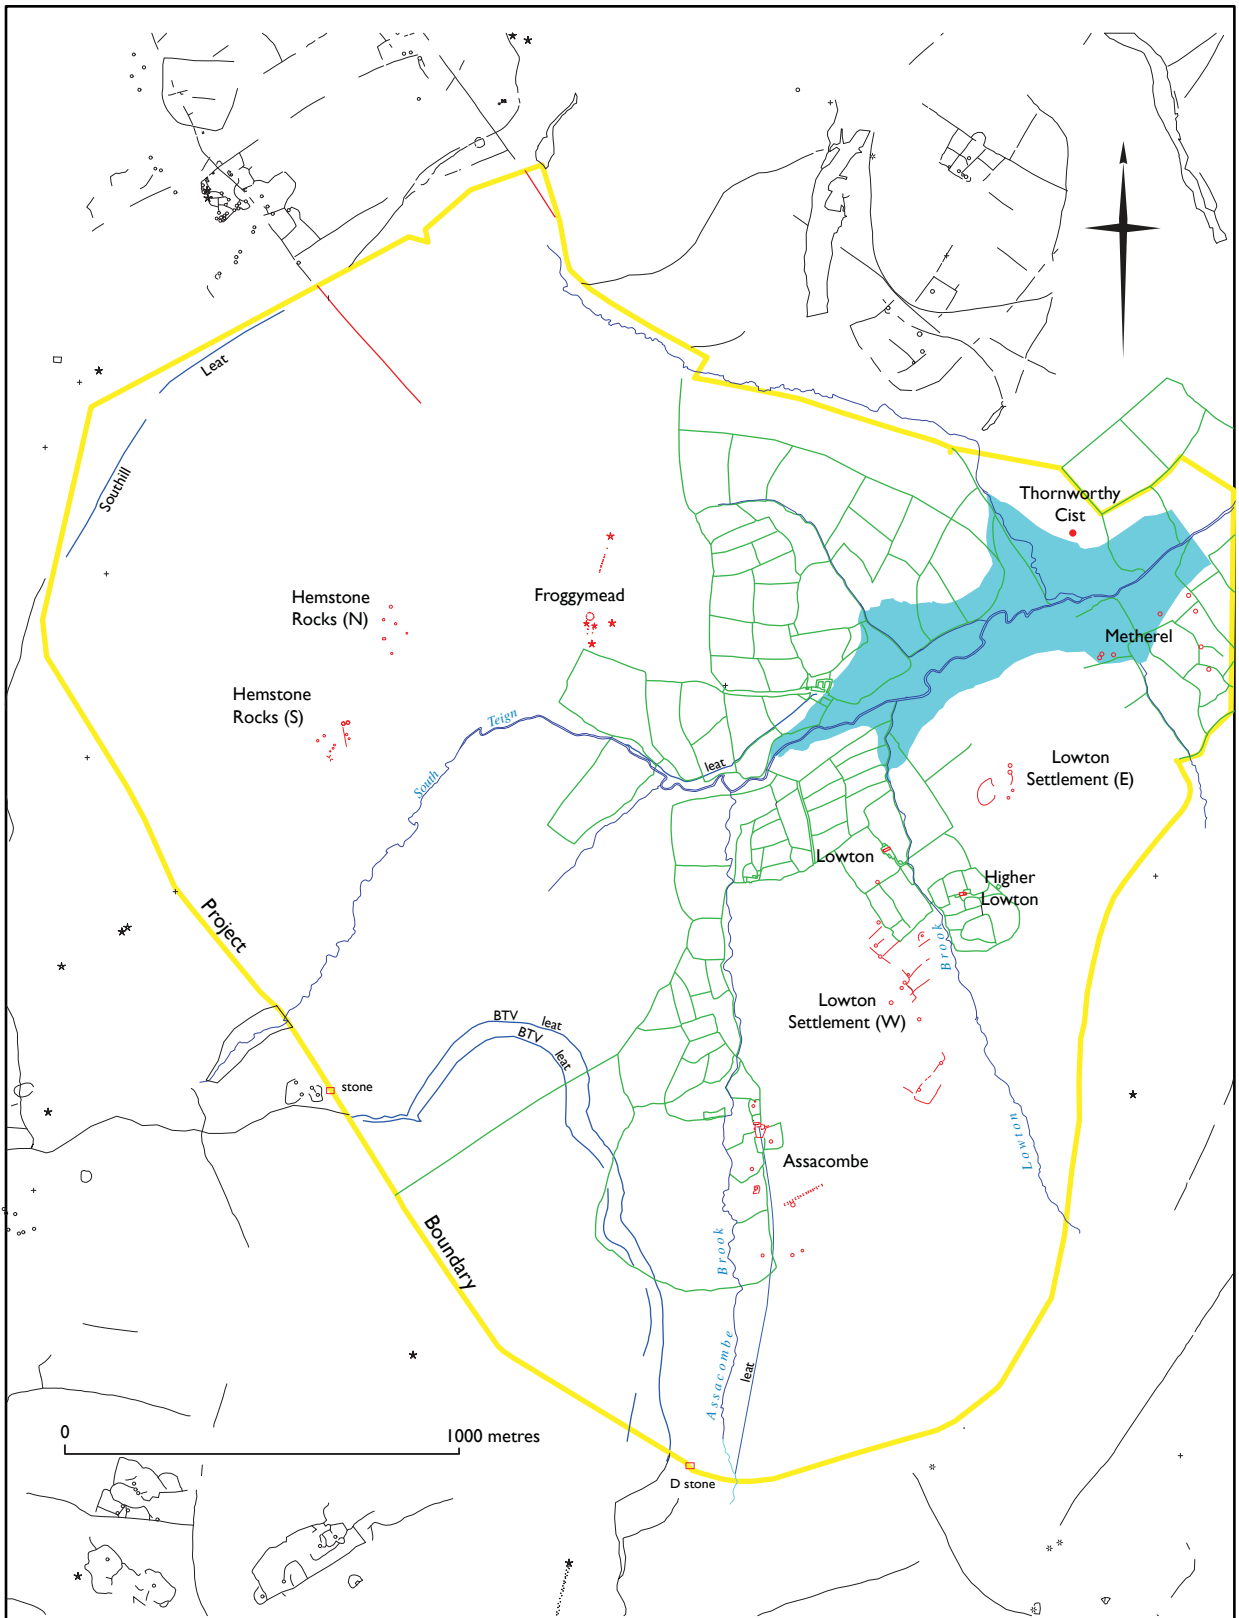 Leat
Southill
Thornworthy
Cist
Hemstone
Rocks (N)
Froggymead
Metherel
Hemstone
Rocks (S)
Teign
South
leat
Lowton
Settlement (E)
Lowton
Higher
Lowton
Project
Brook
Lowton
Settlement (W)
BTV leat
BTV leat
stone
Lowton
Assacombe
Boundary
Brook
Assacombe
leat
0
1000 metres
D stone